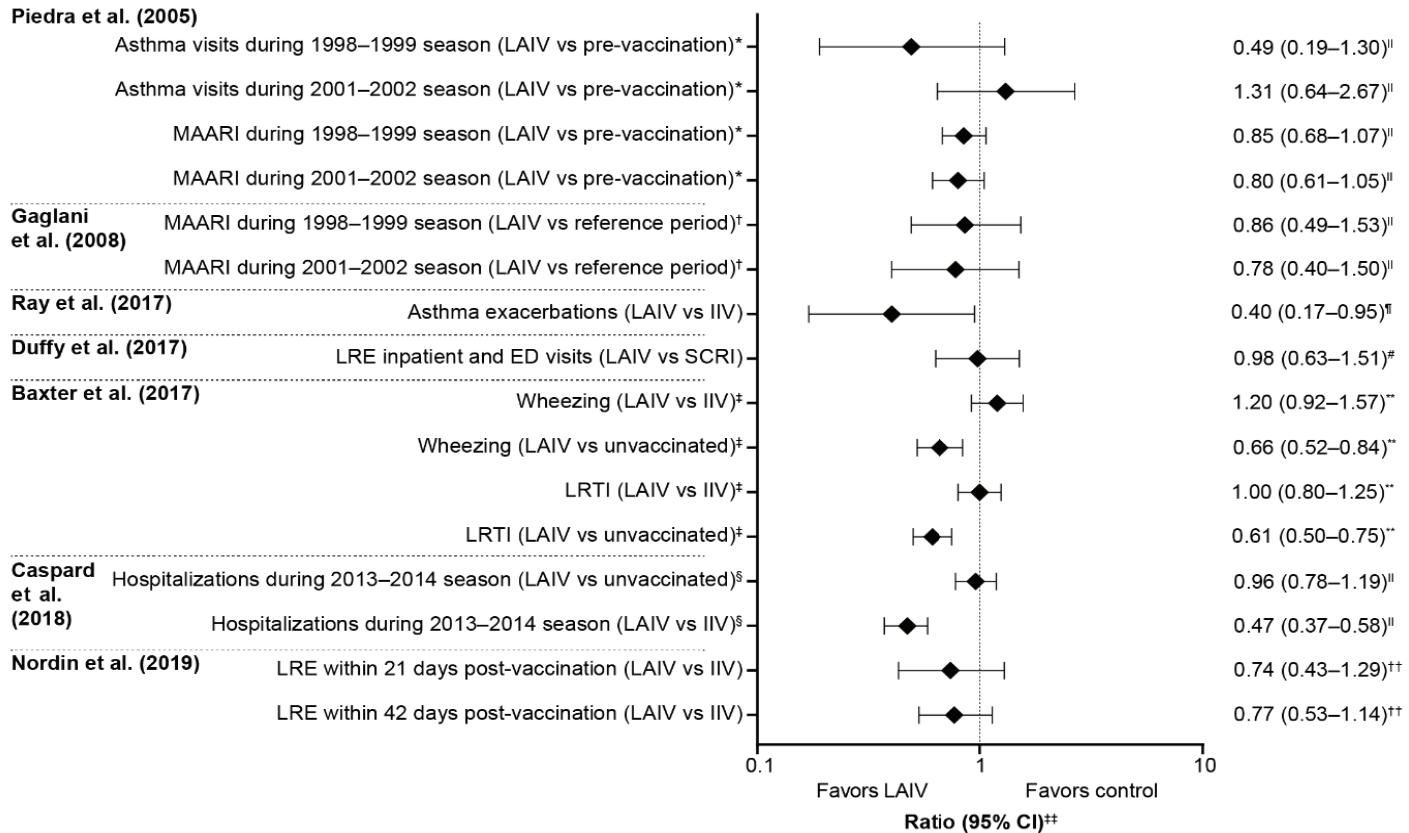 Piedra et al. (2005)
Asthma visits during 1998–1999 season (LAIV vs pre-vaccination)* 0.49 (0.19–1.30)||
Asthma visits during 2001–2002 season (LAIV vs pre-vaccination)* 1.31 (0.64–2.67)||
MAARI during 1998–1999 season (LAIV vs pre-vaccination)* 0.85 (0.68–1.07)||
MAARI during 2001–2002 season (LAIV vs pre-vaccination)* 0.80 (0.61–1.05)||
Gaglani
et al. (2008)
MAARI during 1998–1999 season (LAIV vs reference period)† 0.86 (0.49–1.53)||
MAARI during 2001–2002 season (LAIV vs reference period)† 0.78 (0.40–1.50)||
Ray et al. (2017)
Asthma exacerbations (LAIV vs IIV) 0.40 (0.17–0.95)¶
Duffy et al. (2017)
LRE inpatient and ED visits (LAIV vs SCRI) 0.98 (0.63–1.51)#
Baxter et al. (2017)
Wheezing (LAIV vs IIV)‡ 1.20 (0.92–1.57)**
Wheezing (LAIV vs unvaccinated)‡ 0.66 (0.52–0.84)**
LRTI (LAIV vs IIV)‡ 1.00 (0.80–1.25)**
LRTI (LAIV vs unvaccinated)‡ 0.61 (0.50–0.75)**
Caspard
et al.
(2018)
Hospitalizations during 2013–2014 season (LAIV vs unvaccinated)§ 0.96 (0.78–1.19)||
Hospitalizations during 2013–2014 season (LAIV vs IIV)§ 0.47 (0.37–0.58)||
Nordin et al. (2019)
LRE within 21 days post-vaccination (LAIV vs IIV) 0.74 (0.43–1.29)††
LRE within 42 days post-vaccination (LAIV vs IIV) 0.77 (0.53–1.14)††
0.1 1 10
Favors LAIV Favors control
Ratio (95% CI)‡‡